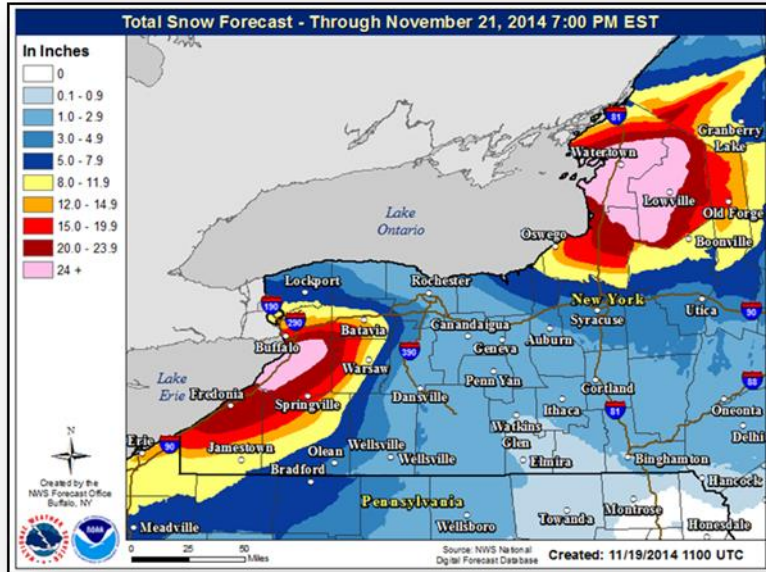 Total Snow Forecast - Through November 21, 2014 7:00 PM EST
In Inches
0
0.1 - 0.9
1.0 - 2.9
3.0 - 4.9
5.0 - 7.9
8.0 - 11.9
12.0 - 14.9
15.0 - 19.9
20.0 - 23.9
24 +
81
Granberry
Lake
Watertown
Lowville
Old Forge
Lake
Ontario
Oswego
Boonville
Lockport
Rochester
190
New York
290
Batavia
Canandaigua
Syracuse
Utica
90
Buffalo
390
Geneva
Auburn
Warsaw
Lake
Erie
Penn Yan
Cortland
88
Fredonia
Springville
Dansville
Ithaca
81
Oneonta
Watkins
Glen
Delhi
Erie
90
Jamestown
Olean
Wellsville
Wellsville
Elmira
Binghamton
Bradford
Hancock
N
Pennsylvania
Montrose
Created by the
NWS Forecast Office
Buffalo, NY
Meadville
Wellsboro
Towanda
Honesdale
NATIONAL WEATHER SERVICE
NOAA
0 25 50
Miles
Source: NWS National
Digital Forecast Database
Created: 11/19/2014 1100 UTC